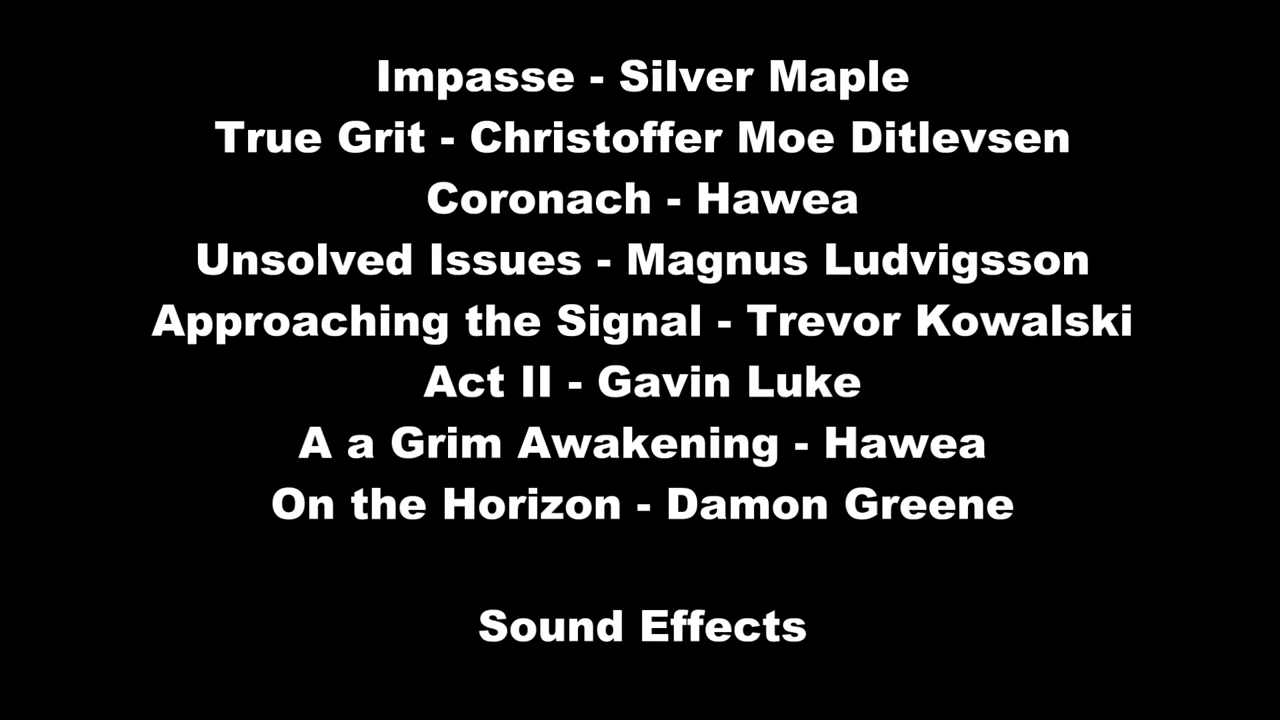 Impasse - Silver Maple
True Grit - Christoffer Moe Ditlevsen
Coronach - Hawea
Unsolved Issues - Magnus Ludvigsson
Approaching the Signal - Trevor Kowalski
Act II - Gavin Luke
A a Grim Awakening - Hawea
On the Horizon - Damon Greene
Sound Effects